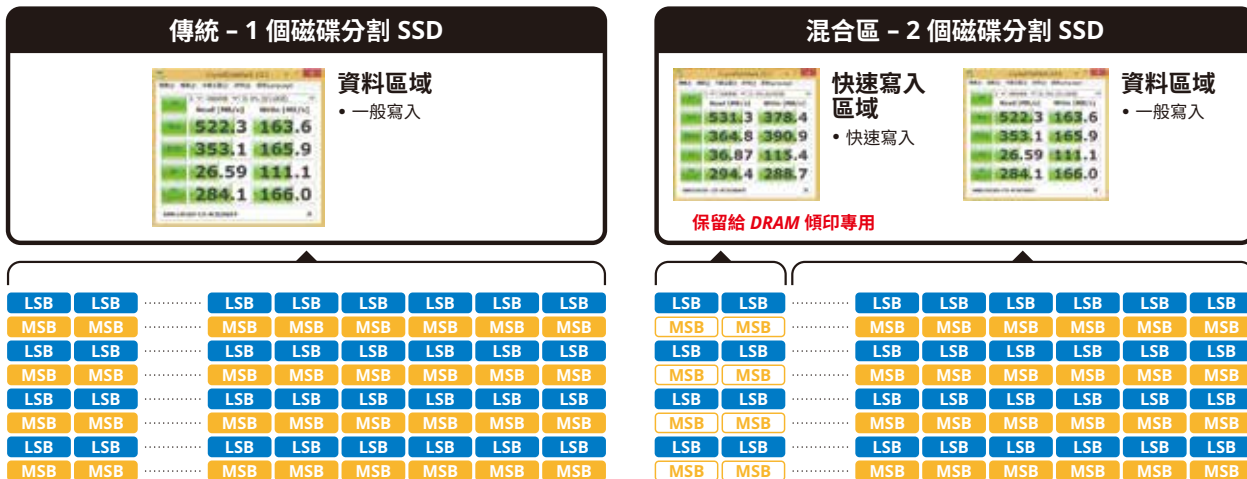 傳統 – 1 個磁碟分割 SSD
Read [MB/s] Write [MB/s]
522.3 163.6
353.1 165.9
26.59 111.1
284.1 166.0
資料區域
• 一般寫入
LSB LSB ............ LSB LSB LSB LSB LSB LSB
MSB MSB ............ MSB MSB MSB MSB MSB MSB
LSB LSB ............ LSB LSB LSB LSB LSB LSB
MSB MSB ............ MSB MSB MSB MSB MSB MSB
LSB LSB ............ LSB LSB LSB LSB LSB LSB
MSB MSB ............ MSB MSB MSB MSB MSB MSB
LSB LSB ............ LSB LSB LSB LSB LSB LSB
MSB MSB ............ MSB MSB MSB MSB MSB MSB
混合區 – 2 個磁碟分割 SSD
Read [MB/s] Write [MB/s]
531.3 378.4
364.8 390.9
36.87 115.4
294.4 288.7
快速寫入
區域
• 快速寫入
保留給 DRAM 傾印專用
Read [MB/s] Write [MB/s]
522.3 163.6
353.1 165.9
26.59 111.1
284.1 166.0
資料區域
• 一般寫入
LSB LSB ............ LSB LSB LSB LSB LSB LSB
MSB MSB ............ MSB MSB MSB MSB MSB MSB
LSB LSB ............ LSB LSB LSB LSB LSB LSB
MSB MSB ............ MSB MSB MSB MSB MSB MSB
LSB LSB ............ LSB LSB LSB LSB LSB LSB
MSB MSB ............ MSB MSB MSB MSB MSB MSB
LSB LSB ............ LSB LSB LSB LSB LSB LSB
MSB MSB ............ MSB MSB MSB MSB MSB MSB